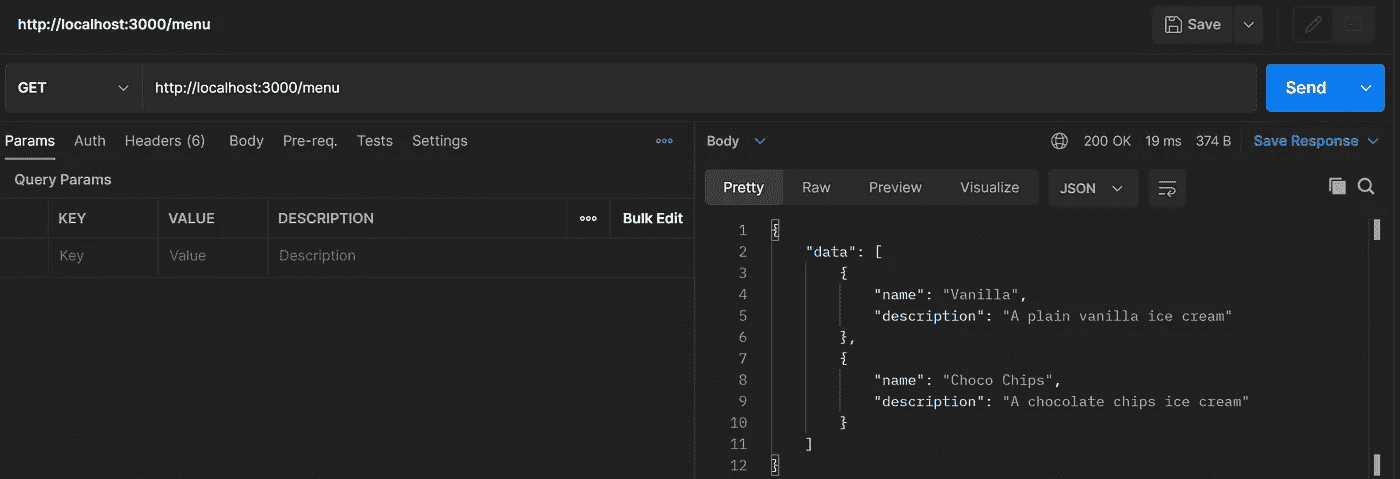 http://localhost:3000/menu
Save
GET
http://localhost:3000/menu
Send
Params Auth Headers (6) Body Pre-req. Tests Settings
Query Params
KEY VALUE DESCRIPTION Bulk Edit
Key Value Description
Body 200 OK 19 ms 374 B Save Response
Pretty Raw Preview Visualize JSON
1 {
2 "data": [
3 {
4 "name": "Vanilla",
5 "description": "A plain vanilla ice cream"
6 },
7 {
8 "name": "Choco Chips",
9 "description": "A chocolate chips ice cream"
10 }
11 ]
12 }